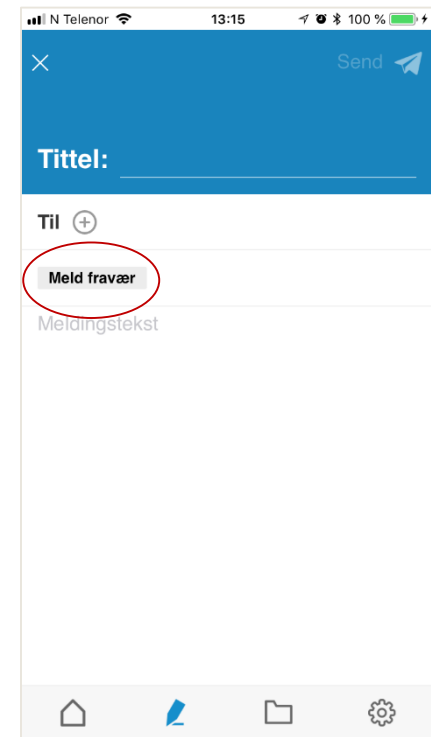 N Telenor 13:15 100 %
Send
Tittel:
Til
Meld fravær
Meldingstekst